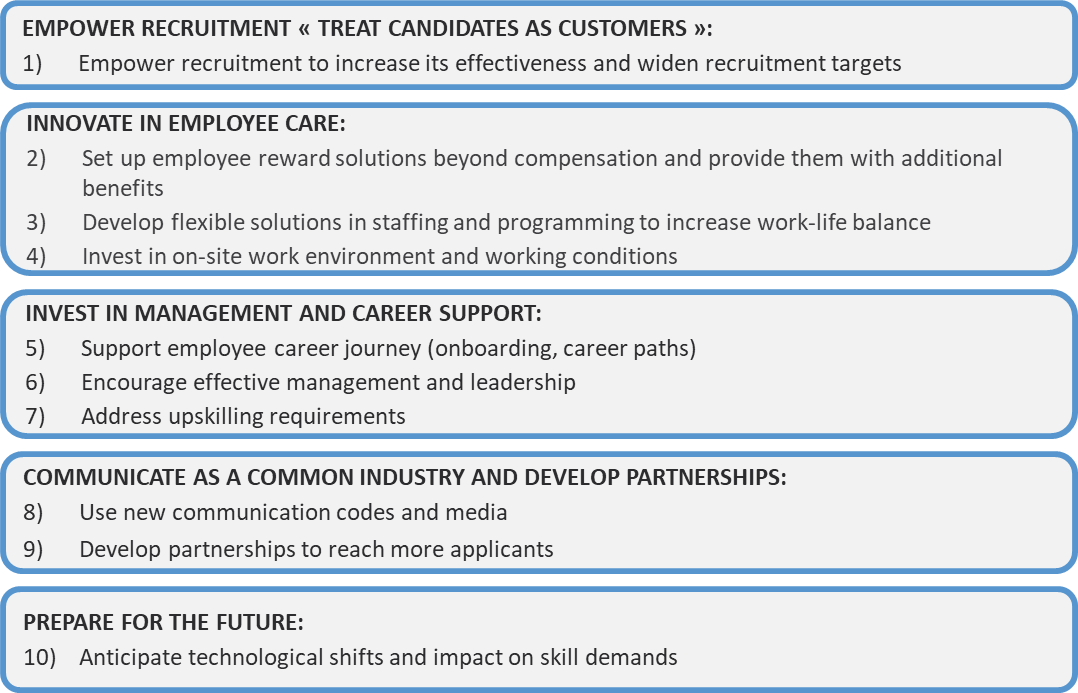 EMPOWER RECRUITMENT « TREAT CANDIDATES AS CUSTOMERS »:
1) Empower recruitment to increase its effectiveness and widen recruitment targets
INNOVATE IN EMPLOYEE CARE:
2) Set up employee reward solutions beyond compensation and provide them with additional
benefits
3) Develop flexible solutions in staffing and programming to increase work-life balance
4) Invest in on-site work environment and working conditions
INVEST IN MANAGEMENT AND CAREER SUPPORT:
5) Support employee career journey (onboarding, career paths)
6) Encourage effective management and leadership
7) Address upskilling requirements
COMMUNICATE AS A COMMON INDUSTRY AND DEVELOP PARTNERSHIPS:
8) Use new communication codes and media
9) Develop partnerships to reach more applicants
PREPARE FOR THE FUTURE:
10) Anticipate technological shifts and impact on skill demands